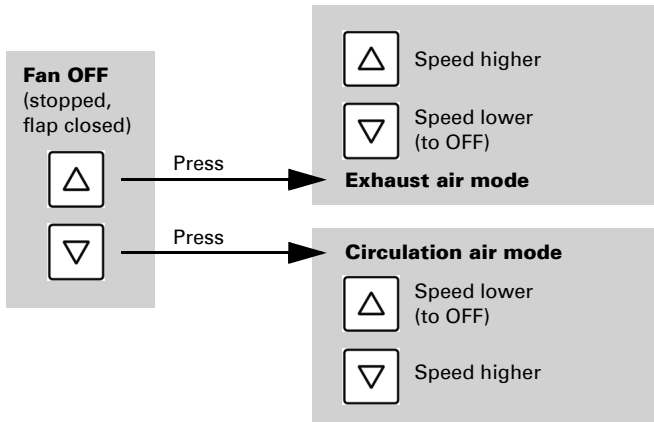 Fan OFF
(stopped,
flap closed)
Press
Press
Speed higher
Speed lower
(to OFF)
Exhaust air mode
Circulation air mode
Speed lower
(to OFF)
Speed higher